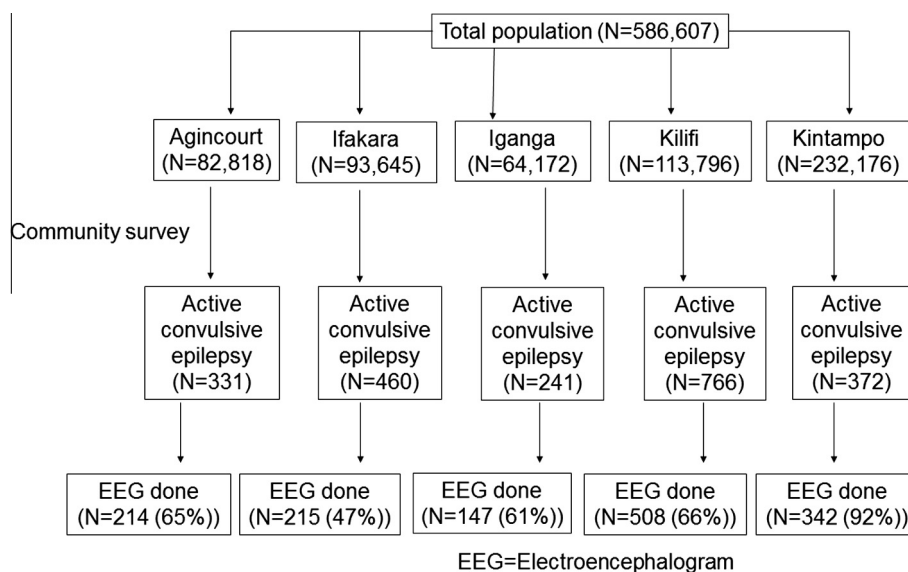 Total population (N=586,607)
Agincourt
(N=82,818)
Ifakara
(N=93,645)
Iganga
(N=64,172)
Kilifi
(N=113,796)
Kintampo
(N=232,176)
Community survey
Active
convulsive
epilepsy
(N=331)
Active
convulsive
epilepsy
(N=460)
Active
convulsive
epilepsy
(N=241)
Active
convulsive
epilepsy
(N=766)
Active
convulsive
epilepsy
(N=372)
EEG done
(N=214 (65%))
EEG done
(N=215 (47%))
EEG done
(N=147 (61%))
EEG done
(N=508 (66%))
EEG done
(N=342 (92%))
EEG=Electroencephalogram